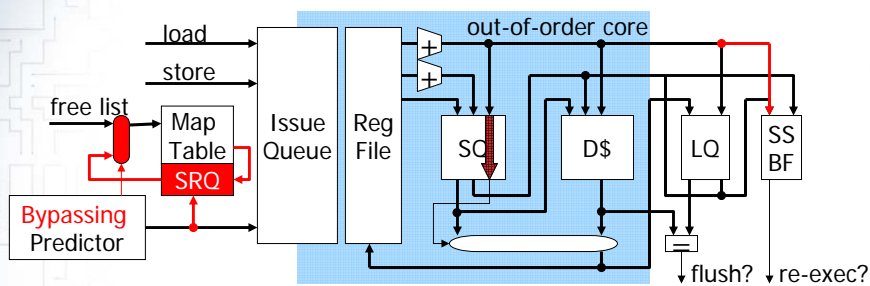 out-of-order core
load
store
free list
Map
Table
SRQ
Bypassing
Predictor
Issue
Queue
Reg
File
+
+
SQ
D$
LQ
SS
BF
=
flush?
re-exec?